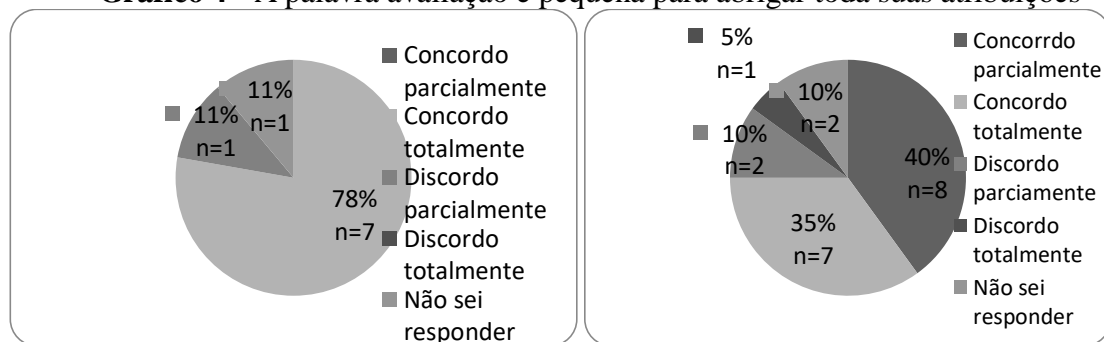 Gráfico 4 - A palavra avaliação é pequena para abrigar toda suas atribuições
11%
n=1
11%
n=1
78%
n=7
Concordo
parcialmente
Concordo
totalmente
Discordo
parcialmente
Discordo
totalmente
Não sei
responder
5%
n=1
10%
n=2
10%
n=2
40%
n=8
35%
n=7
Concorrdo
parcialmente
Concordo
totalmente
Discordo
parciamente
Discordo
totalmente
Não sei
responder